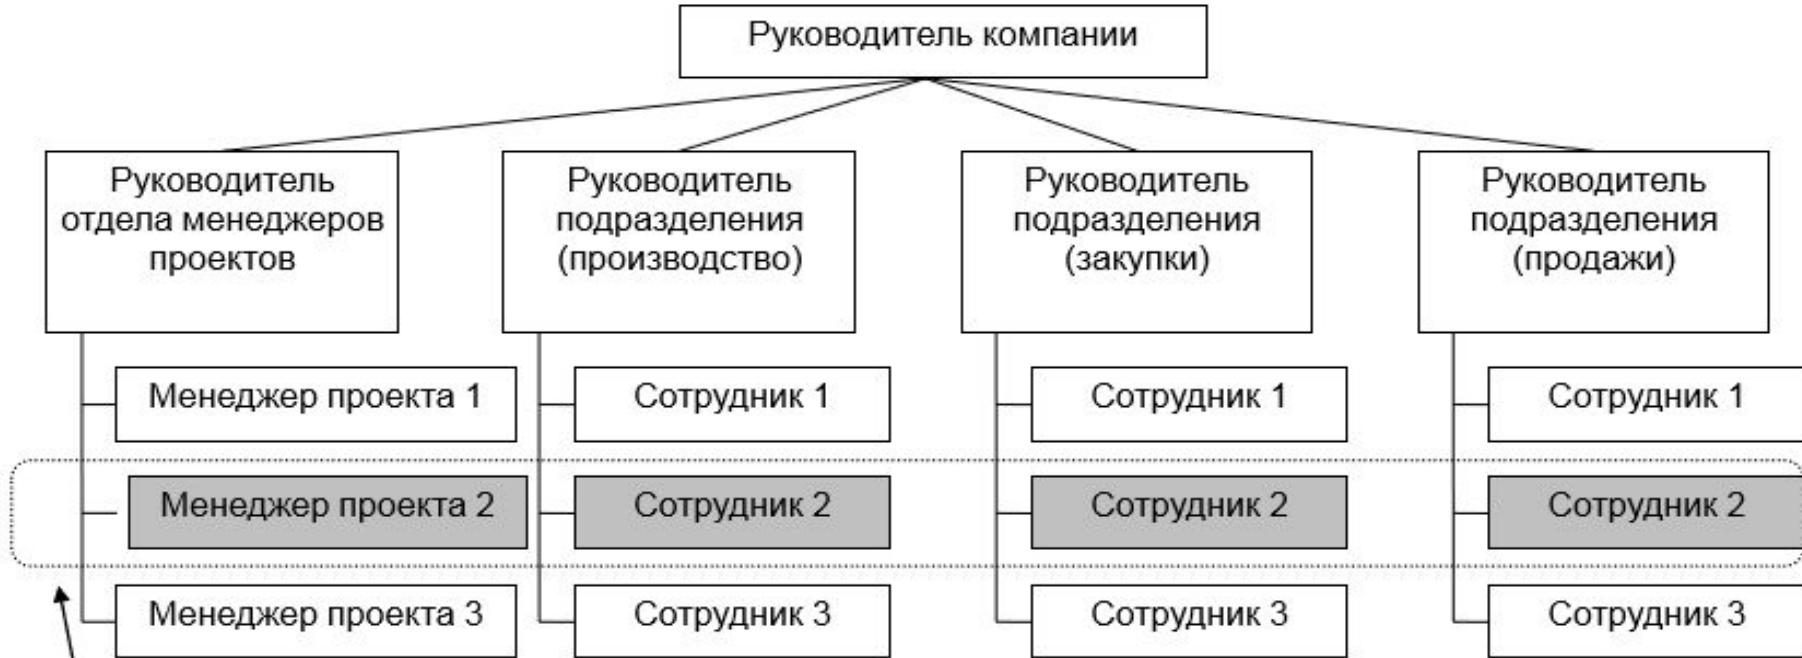 Руководитель компании
Руководитель
отдела менеджеров
проектов
Руководитель
подразделения
(производство)
Руководитель
подразделения
(закупки)
Руководитель
подразделения
(продажи)
Менеджер проекта 1
Сотрудник 1
Сотрудник 1
Сотрудник 1
Менеджер проекта 2
Сотрудник 2
Сотрудник 2
Сотрудник 2
Менеджер проекта 3
Сотрудник 3
Сотрудник 3
Сотрудник 3